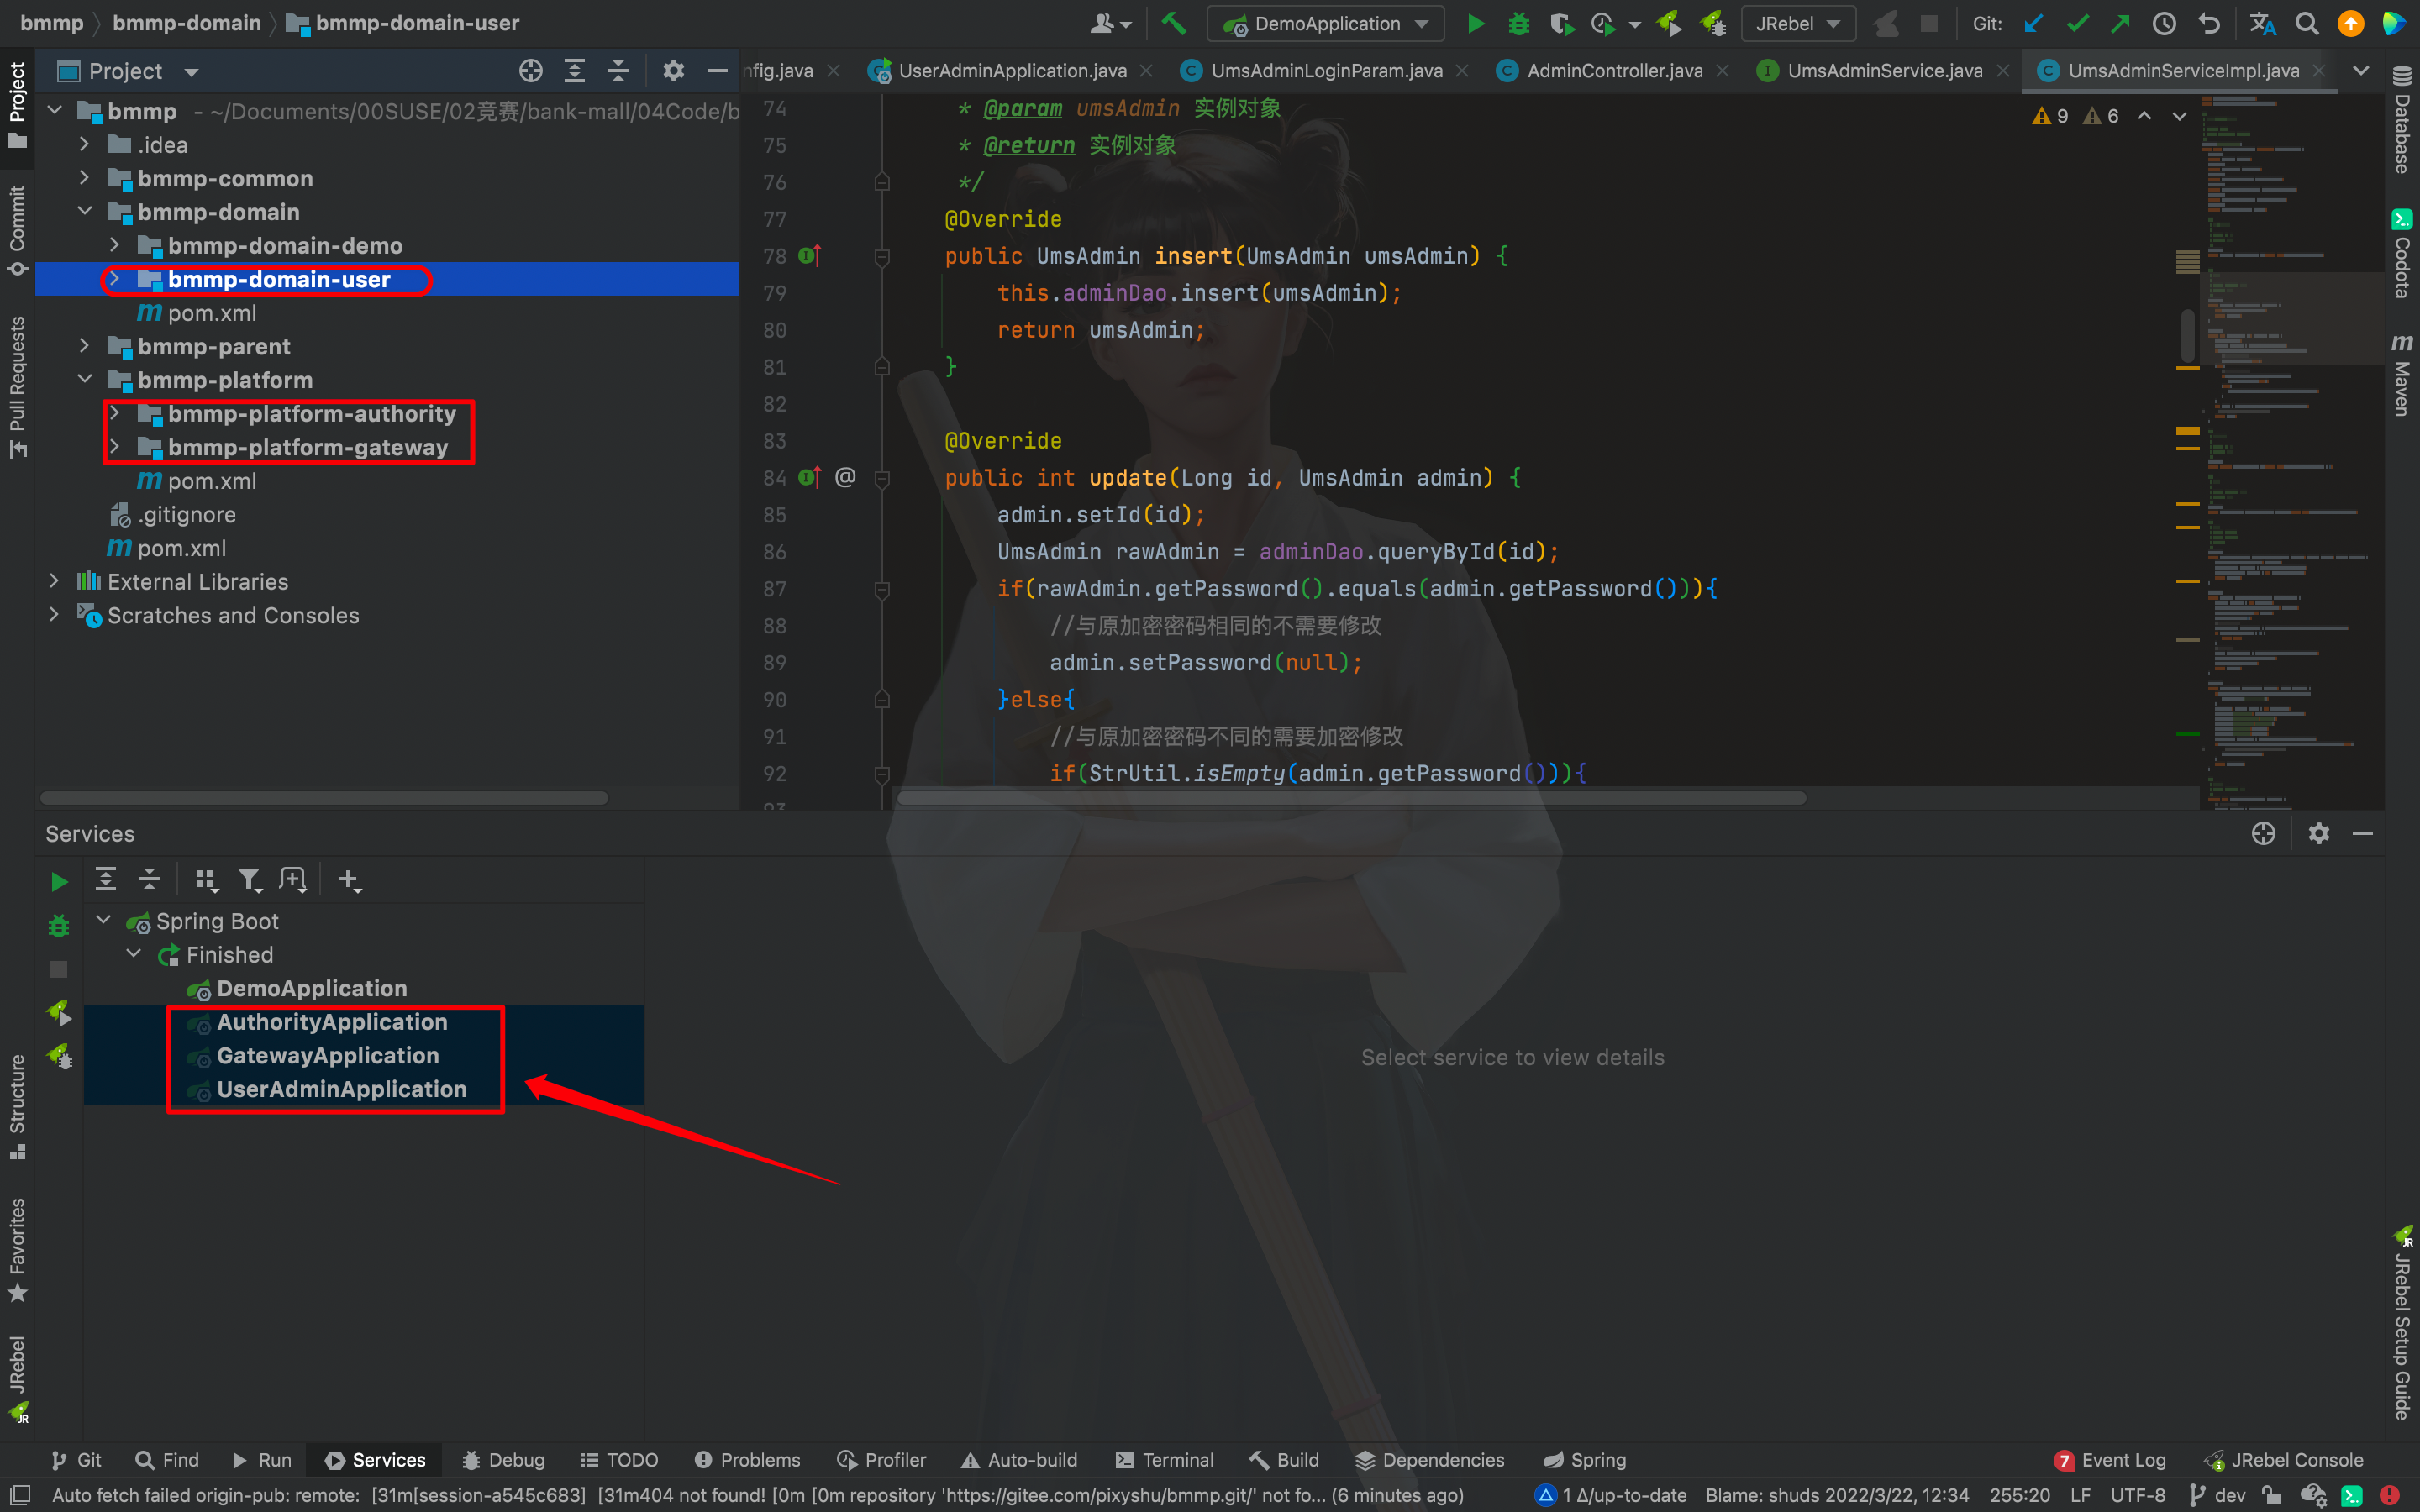 bmmp
bmmp-domain
bmmp-domain-user
DemoApplication
JRebel
Git:
Project
nfig.java
UserAdminApplication.java
UmsAdminLoginParam.java
AdminController.java
UmsAdminService.java
UmsAdminServiceImpl.java
Project
Commit
Pull Requests
Structure
Favorites
JRebel
bmmp - ~/Documents/00SUSE/02竞赛/bank-mall/04Code/b
.idea
bmmp-common
bmmp-domain
bmmp-domain-demo
bmmp-domain-user
pom.xml
bmmp-parent
bmmp-platform
bmmp-platform-authority
bmmp-platform-gateway
pom.xml
.gitignore
pom.xml
External Libraries
Scratches and Consoles
9 6
74 * @param umsAdmin 实例对象
75 * @return 实例对象
76 */
77 @Override
78 public UmsAdmin insert(UmsAdmin umsAdmin) {
79 this.adminDao.insert(umsAdmin);
80 return umsAdmin;
81 }
82
83 @Override
84 @ public int update(Long id, UmsAdmin admin) {
85 admin.setId(id);
86 UmsAdmin rawAdmin = adminDao.queryById(id);
87 if(rawAdmin.getPassword().equals(admin.getPassword())){
88 //与原加密密码相同的不需要修改
89 admin.setPassword(null);
90 }else{
91 //与原加密密码不同的需要加密修改
92 if(StrUtil.isEmpty(admin.getPassword())){
Database
Codota
Maven
JRebel Setup Guide
Services
Spring Boot
Finished
DemoApplication
AuthorityApplication
GatewayApplication
UserAdminApplication
Select service to view details
Git
Find
Run
Services
Debug
TODO
Problems
Profiler
Auto-build
Terminal
Build
Dependencies
Spring
7 Event Log
JRebel Console
Auto fetch failed origin-pub: remote: [31m[session-a545c683] [31m404 not found! [0m [0m repository 'https://gitee.com/pixyshu/bmmp.git/' not fo... (6 minutes ago)
1 Δ/up-to-date
Blame: shuds 2022/3/22, 12:34
255:20
LF
UTF-8
dev